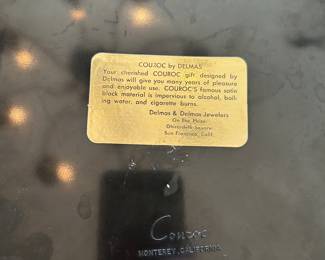 COUROC by DELMAS
Your cherished COUROC gift designed by
Delmas will give you many years of pleasure
and enjoyable use. COUROC'S famous satin
black material is impervious to alcohol, boil-
ing water, and cigarette burns.
Delmas & Delmas Jewelers
On the Plaza
Ghirardelli Square
San Francisco, Calif.
Couroc
MONTEREY, CALIFORNIA